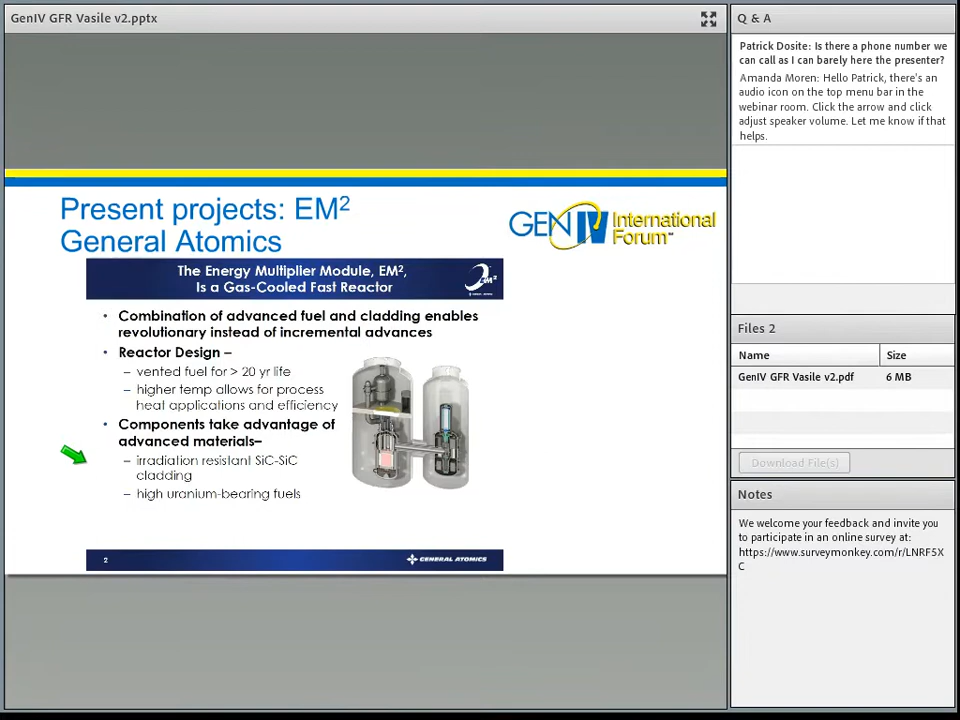 GenIV GFR Vasile v2.pptx
Present projects: EM2
General Atomics
GEN IV International
Forum™
The Energy Multiplier Module, EM2,
Is a Gas-Cooled Fast Reactor
EM2
• Combination of advanced fuel and cladding enables
revolutionary instead of incremental advances
• Reactor Design –
– vented fuel for > 20 yr life
– higher temp allows for process
heat applications and efficiency
• Components take advantage of
advanced materials–
– irradiation resistant SiC-SiC
cladding
– high uranium-bearing fuels
2
GENERAL ATOMICS
Q & A
Patrick Dosite: Is there a phone number we
can call as I can barely here the presenter?
Amanda Moren: Hello Patrick, there's an
audio icon on the top menu bar in the
webinar room. Click the arrow and click
adjust speaker volume. Let me know if that
helps.
Files 2
Name Size
GenIV GFR Vasile v2.pdf 6 MB
Download File(s)
Notes
We welcome your feedback and invite you
to participate in an online survey at:
https://www.surveymonkey.com/r/LNRF5X
C